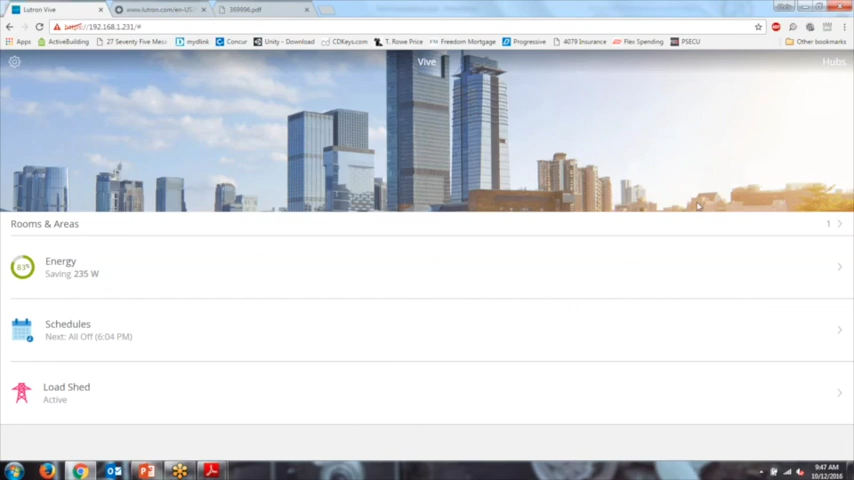 Lutron Vive
www.lutron.com/en-US/
369996.pdf
https://192.168.1.231/#
Apps
ActiveBuilding
27 Seventy Five Mess
mydlink
Concur
Unity - Download
CDKeys.com
T. Rowe Price
Freedom Mortgage
Progressive
4079 Insurance
Flex Spending
PSECU
Other bookmarks
Vive
Hubs
Rooms & Areas
1
83%
Energy
Saving 235 W
Schedules
Next: All Off (6:04 PM)
Load Shed
Active
9:47 AM
10/12/2016